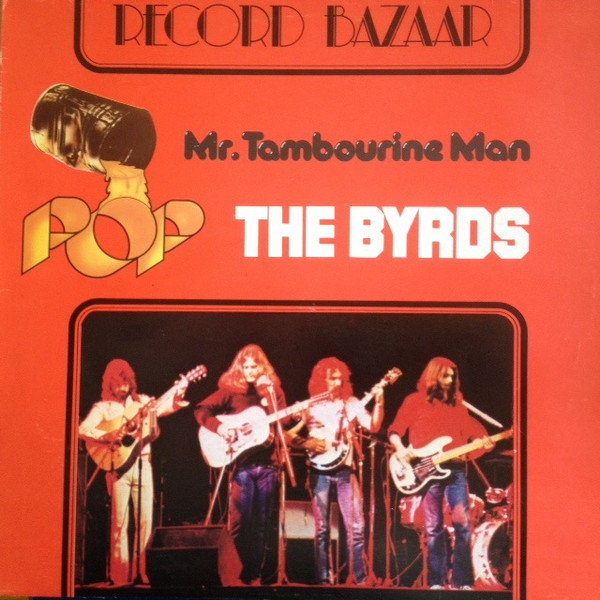 RECORD BAZAAR
Mr. Tambourine Man
POP
THE BYRDS